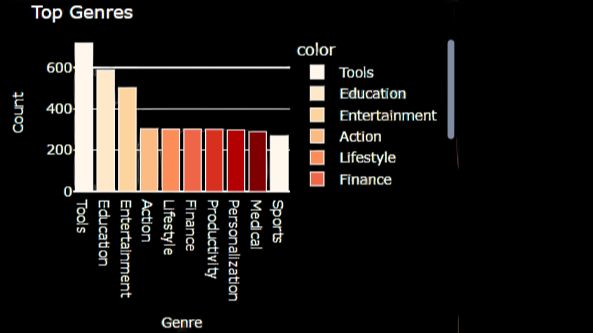 Top Genres
Count
600
400
200
0
Tools
Education
Entertainment
Action
Lifestyle
Finance
Productivity
Personalization
Medical
Sports
Genre
color
Tools
Education
Entertainment
Action
Lifestyle
Finance